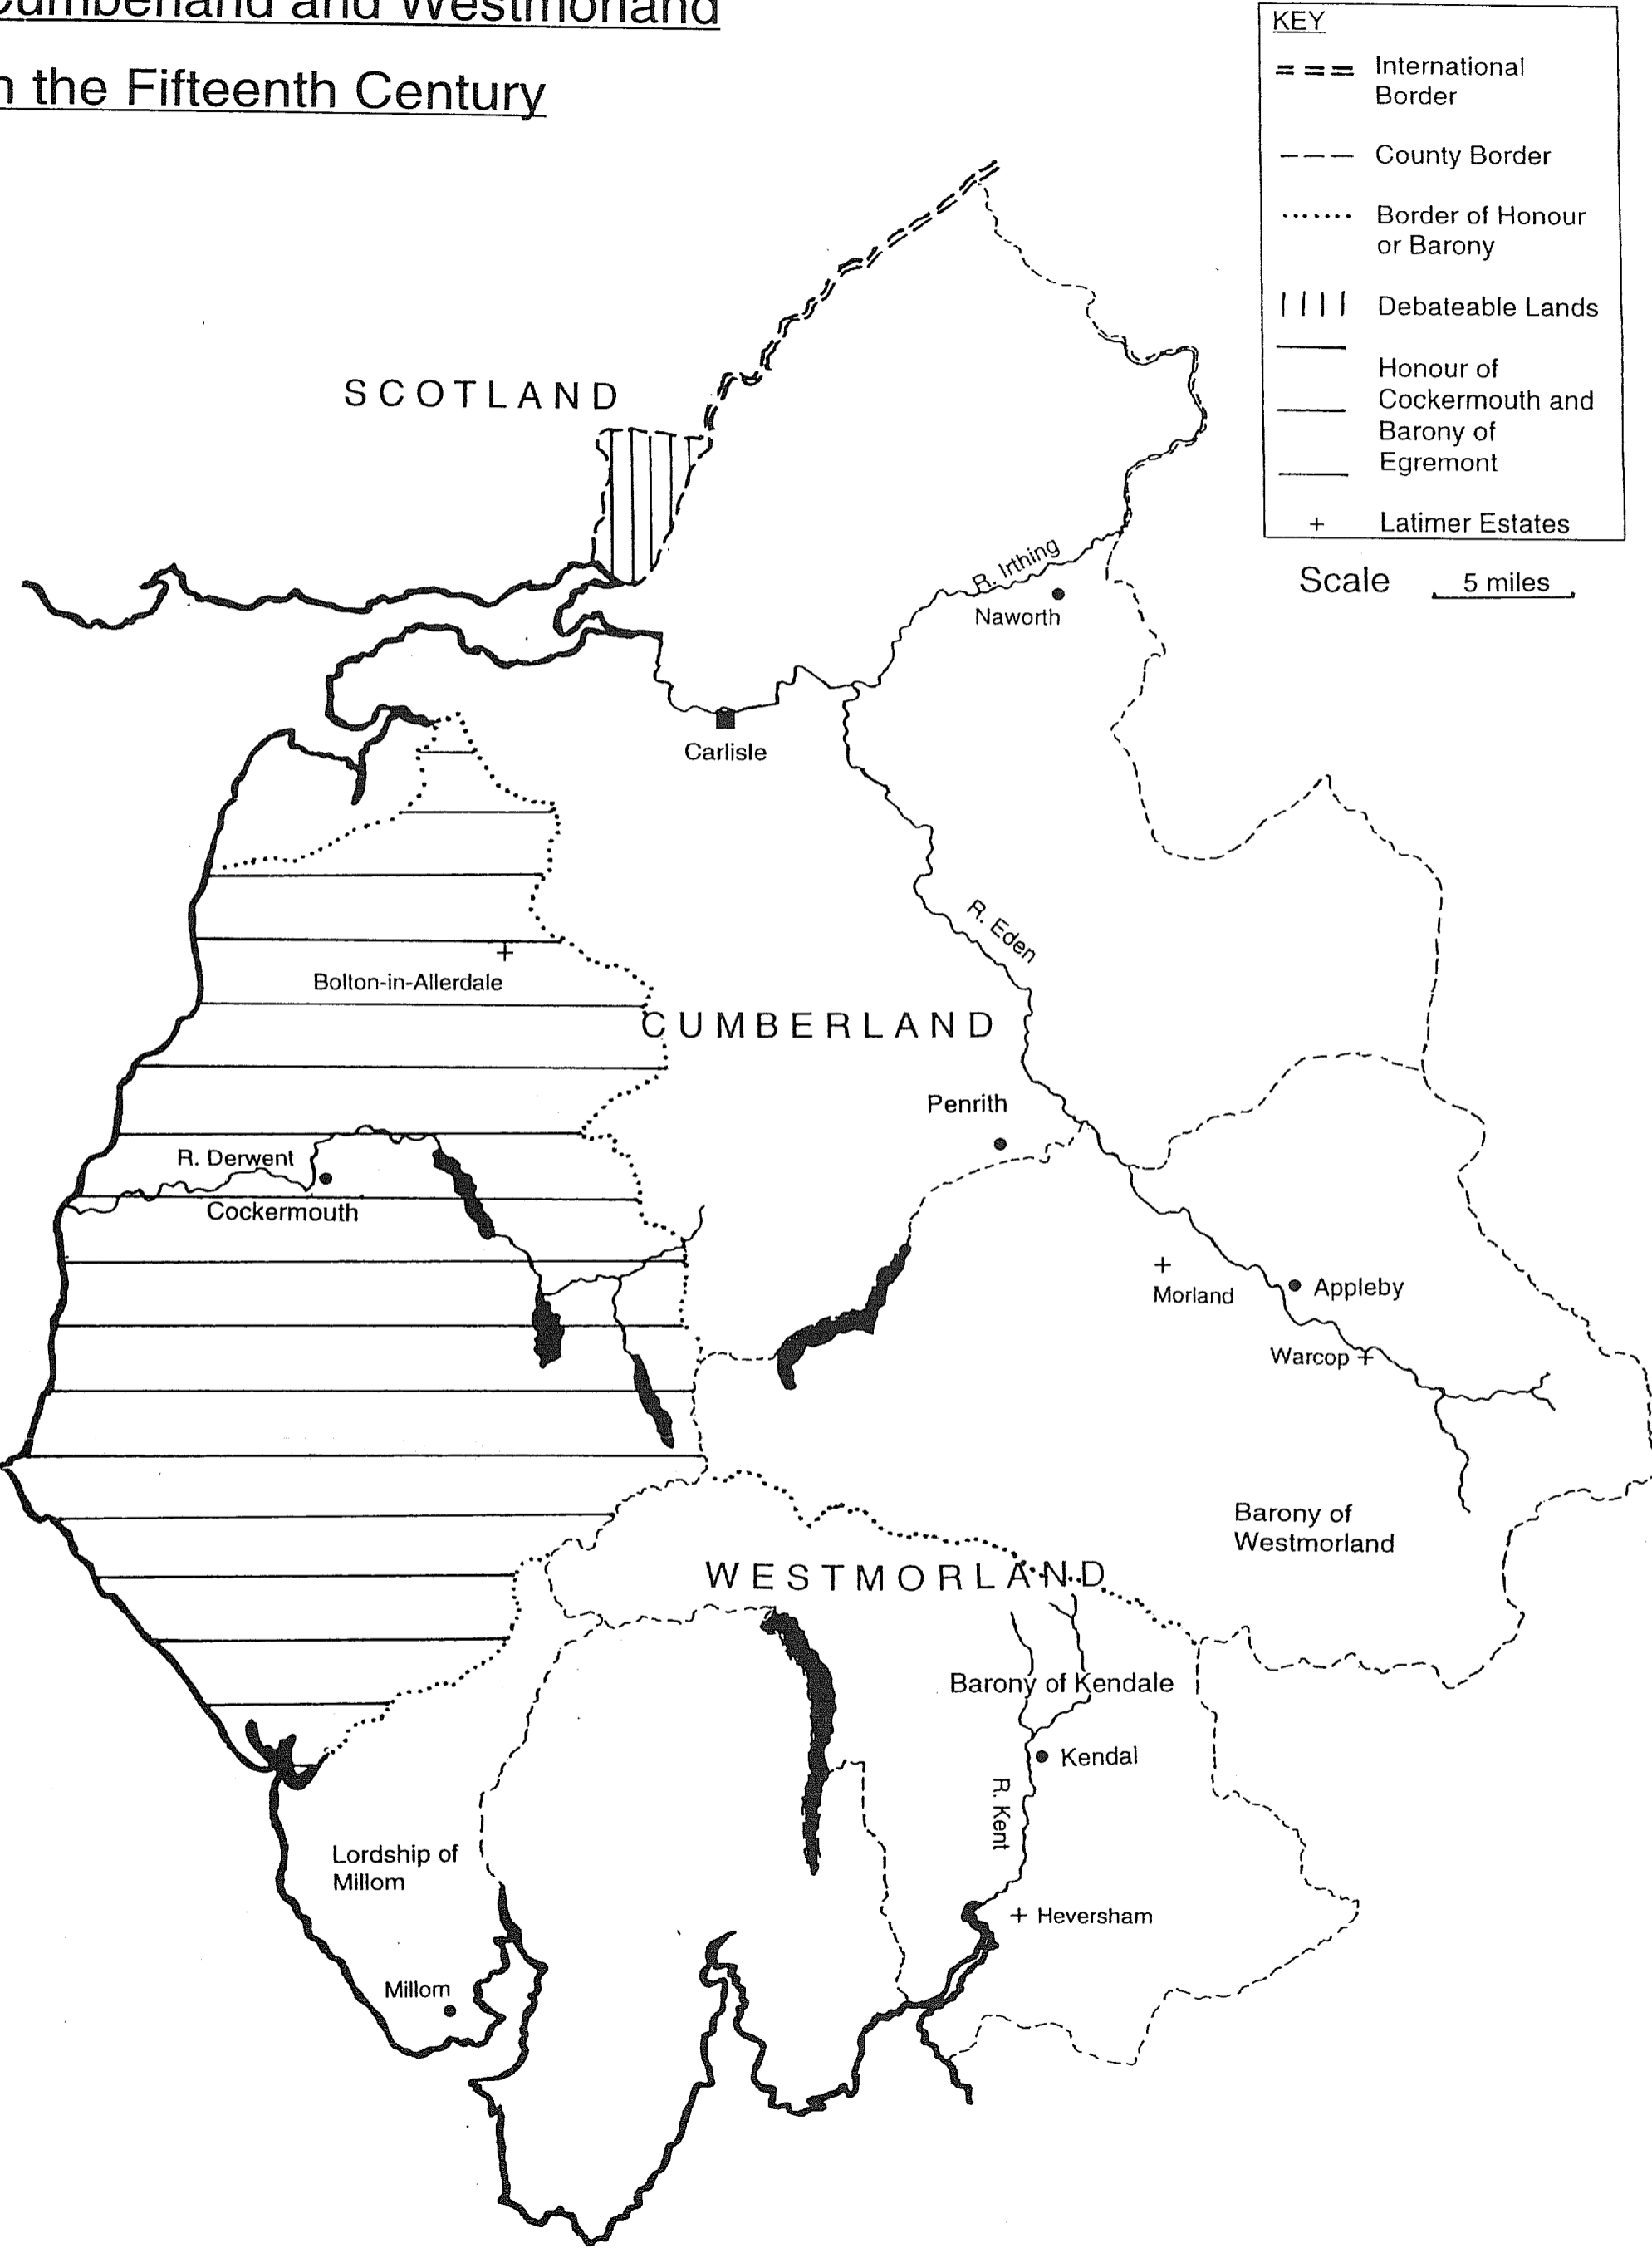 Cumberland and Westmorland
n the Fifteenth Century
KEY
International
Border
County Border
Border of Honour
or Barony
Debateable Lands
Honour of
Cockermouth and
Barony of
Egremont
+ Latimer Estates
Scale 5 miles
SCOTLAND
R. Irthing
Naworth
Carlisle
R. Eden
Bolton-in-Allerdale
CUMBERLAND
Penrith
R. Derwent
Cockermouth
Morland
Appleby
Warcop
Barony of
Westmorland
WESTMORLAND
Barony of Kendale
Kendal
R. Kent
Lordship of
Millom
Heversham
Millom